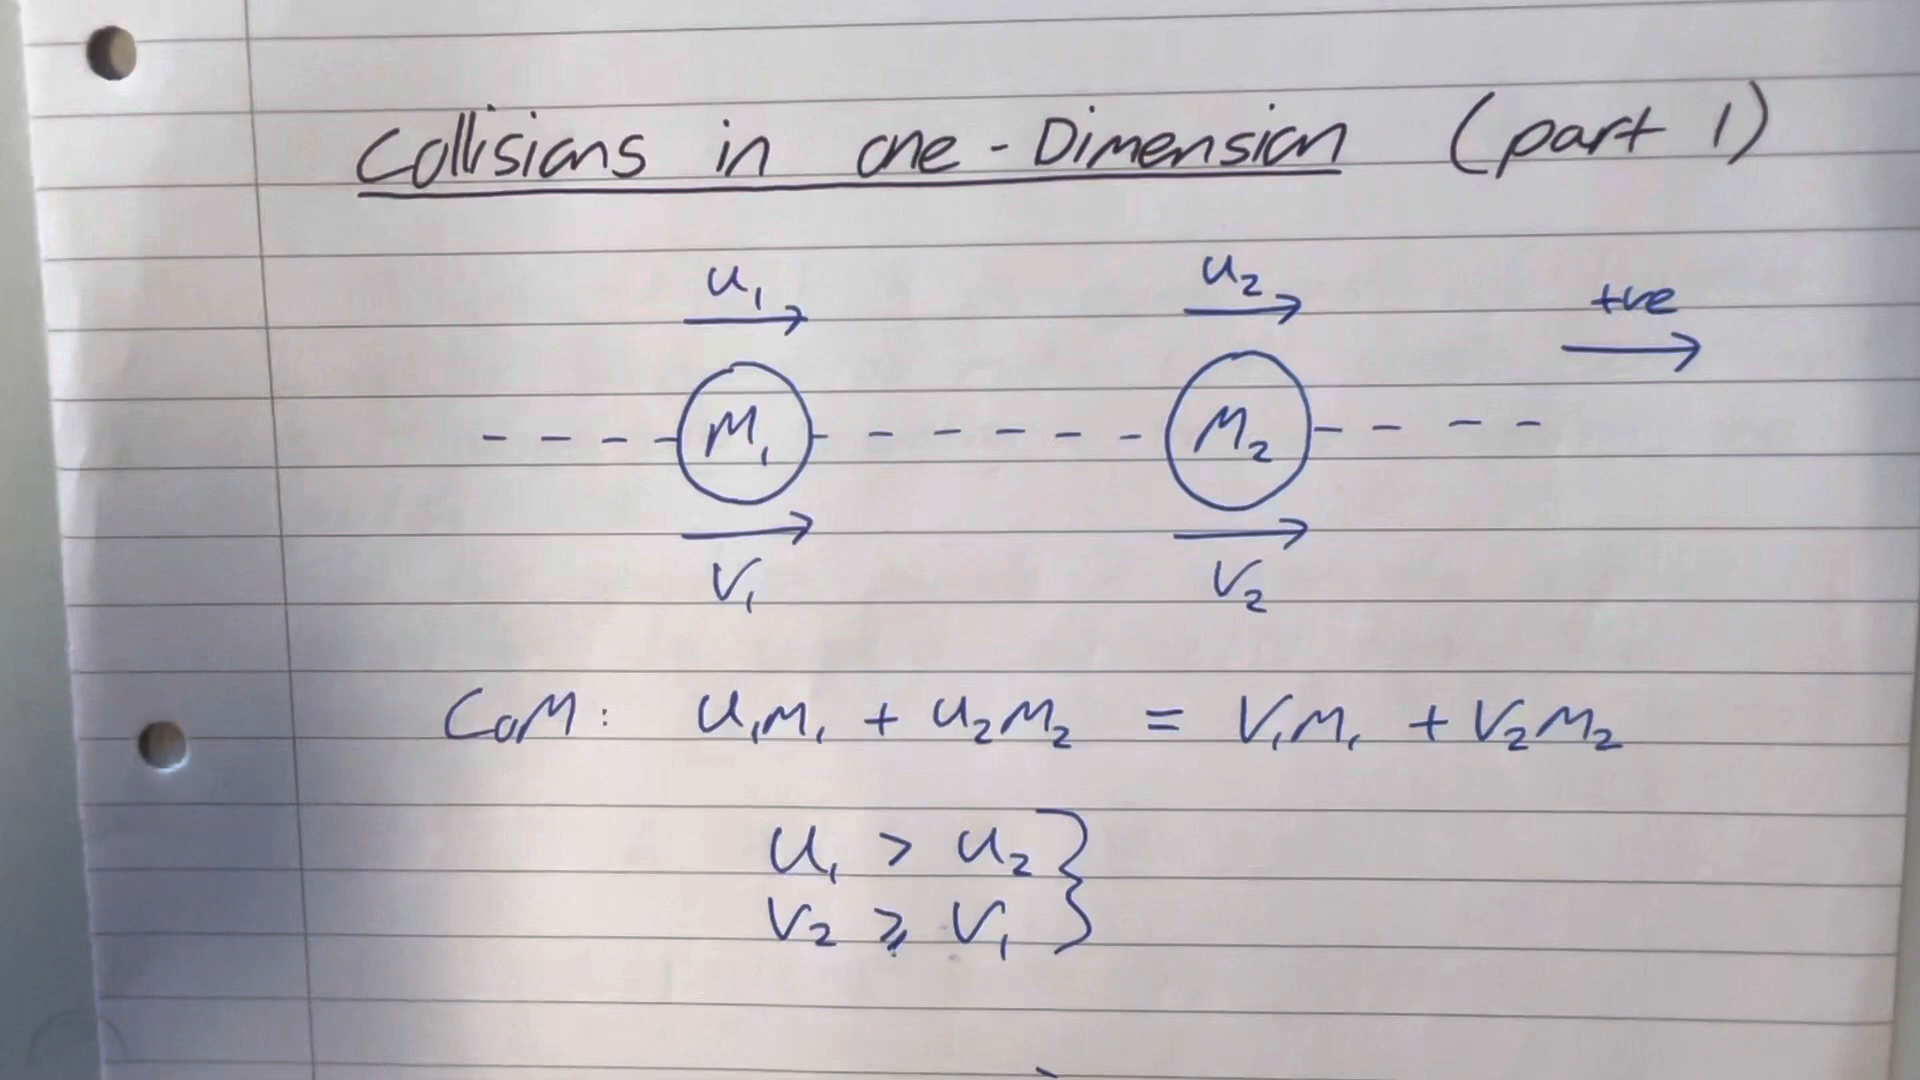 Collisions in one-Dimension (part 1)
u₁ u₂ +ve
M₁ M₂
V₁ V₂
CoM: u₁M₁ + u₂M₂ = V₁M₁ + V₂M₂
u₁ > u₂
V₂ ⩾ V₁